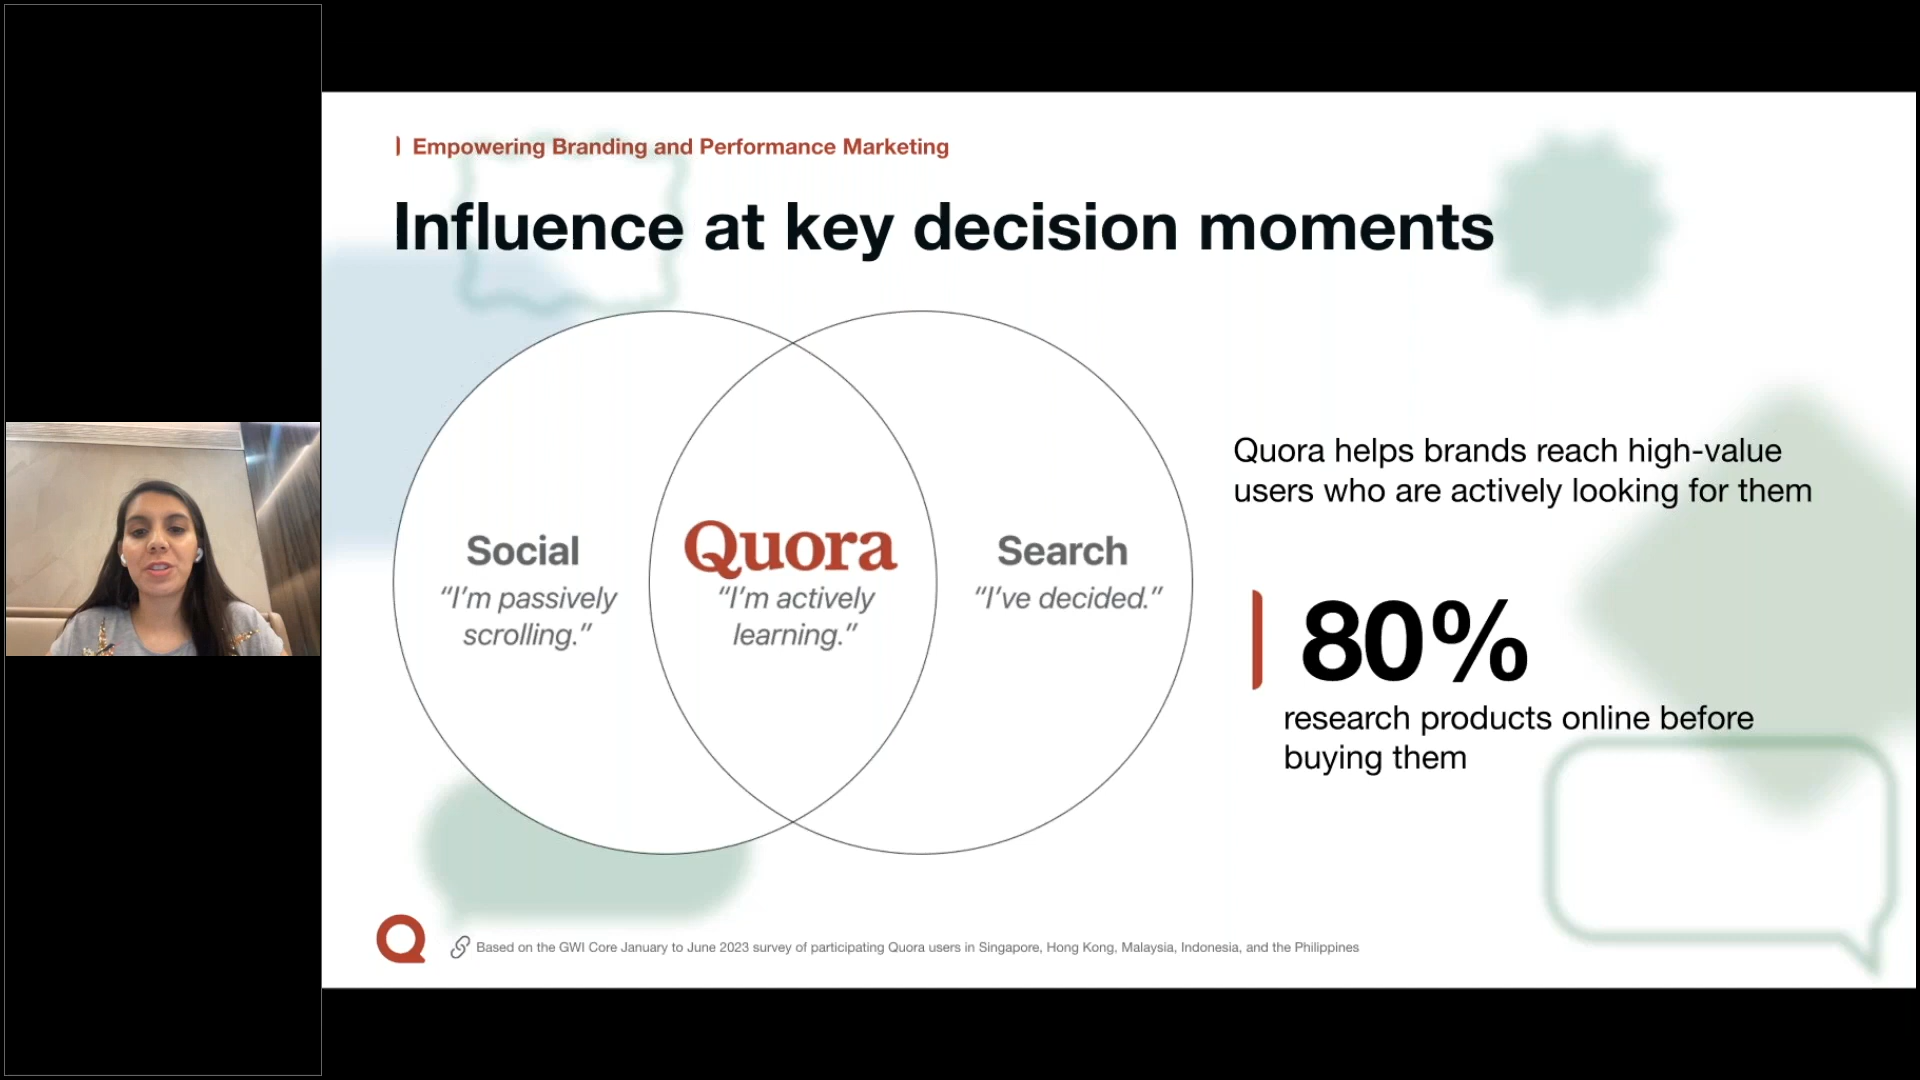 Empowering Branding and Performance Marketing
Influence at key decision moments
Social
“I’m passively
scrolling.”
Quora
“I’m actively
learning.”
Search
“I’ve decided.”
Quora helps brands reach high-value
users who are actively looking for them
80%
research products online before
buying them
Q
Based on the GWI Core January to June 2023 survey of participating Quora users in Singapore, Hong Kong, Malaysia, Indonesia, and the Philippines